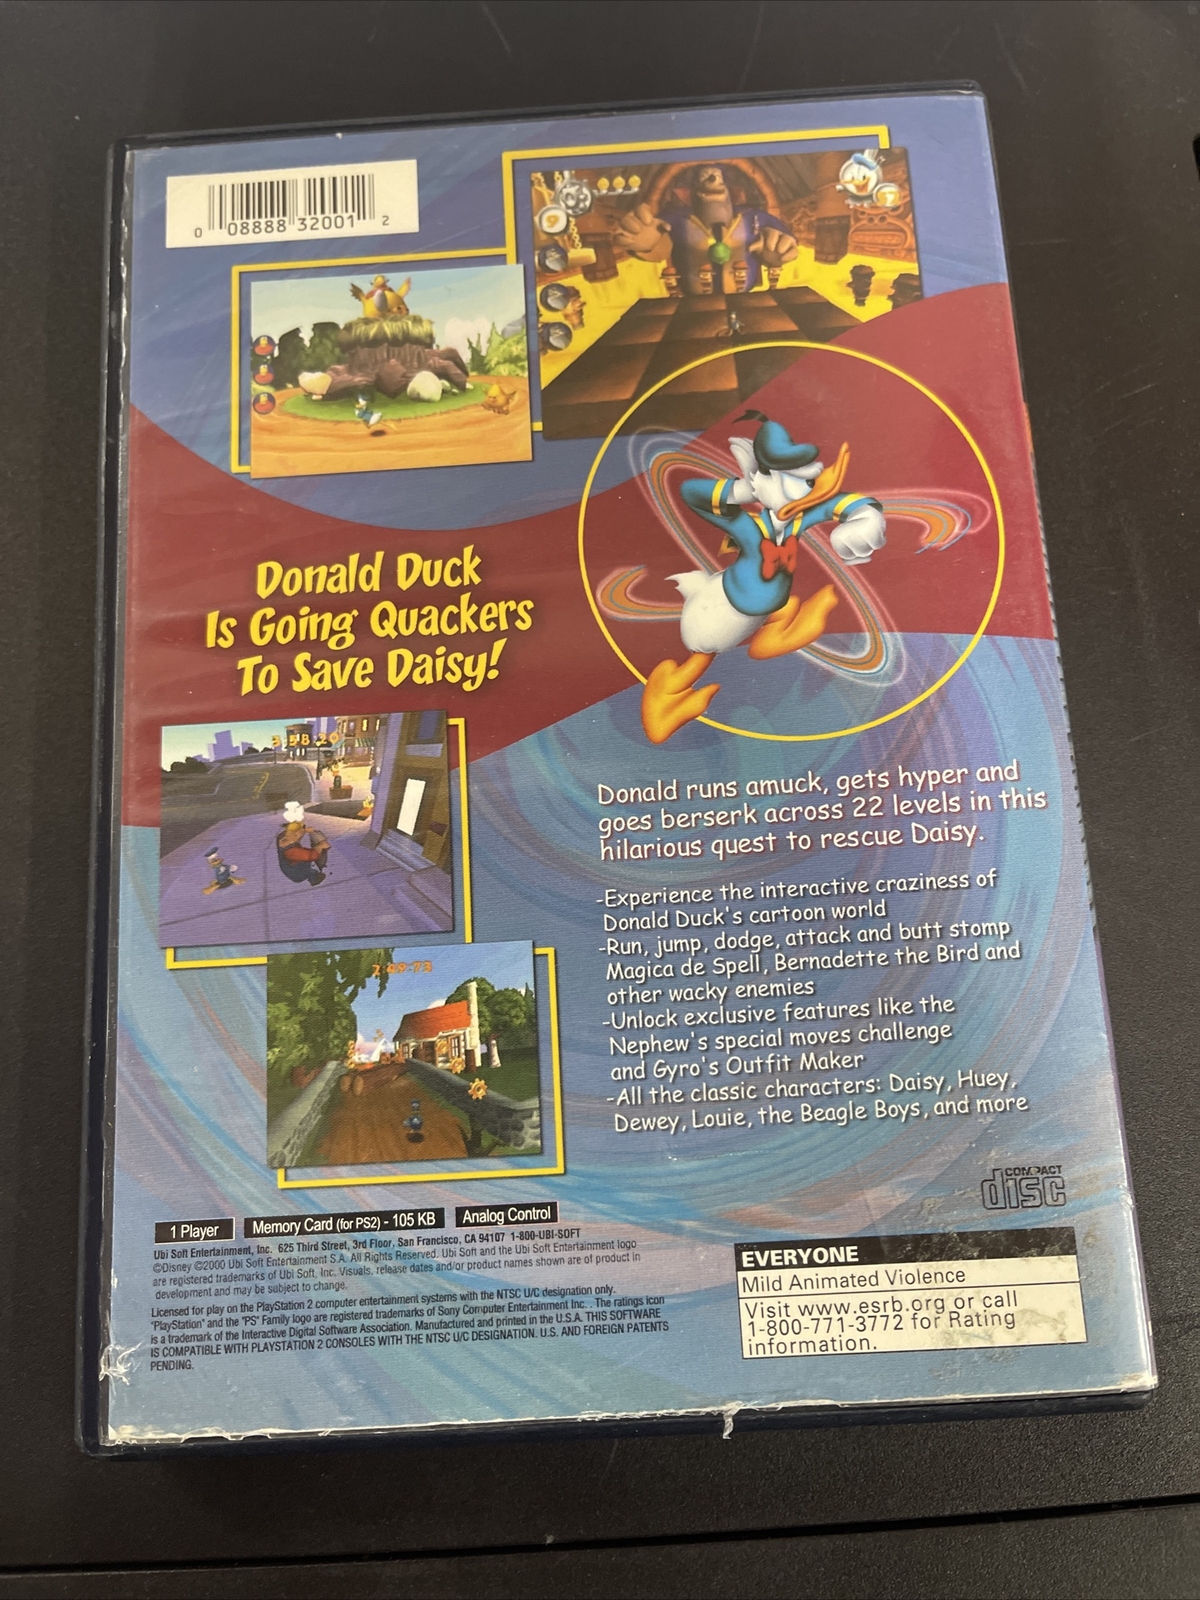 0 08888 32001 2
9
7
Donald Duck
Is Going Quackers
To Save Daisy!
3:58:20
Donald runs amuck, gets hyper and
goes berserk across 22 levels in this
hilarious quest to rescue Daisy.
-Experience the interactive craziness of
Donald Duck's cartoon world
-Run, jump, dodge, attack and butt stomp
Magica de Spell, Bernadette the Bird and
other wacky enemies
-Unlock exclusive features like the
Nephew's special moves challenge
and Gyro's Outfit Maker
-All the classic characters: Daisy, Huey,
Dewey, Louie, the Beagle Boys, and more
COMPACT
disc
1 Player
Memory Card (for PS2) - 105 KB
Analog Control
Ubi Soft Entertainment, Inc. 625 Third Street, 3rd Floor, San Francisco, CA 94107 1-800-UBI-SOFT
©Disney ©2000 Ubi Soft Entertainment S.A. All Rights Reserved. Ubi Soft and the Ubi Soft Entertainment logo
are registered trademarks of Ubi Soft, Inc. Visuals, release dates and/or product names shown are of product in
development and may be subject to change.
Licensed for play on the PlayStation 2 computer entertainment systems with the NTSC U/C designation only.
"PlayStation" and the "PS" Family logo are registered trademarks of Sony Computer Entertainment Inc. . The ratings icon
is a trademark of the Interactive Digital Software Association. Manufactured and printed in the U.S.A. THIS SOFTWARE
IS COMPATIBLE WITH PLAYSTATION 2 CONSOLES WITH THE NTSC U/C DESIGNATION. U.S. AND FOREIGN PATENTS
PENDING.
EVERYONE
Mild Animated Violence
Visit www.esrb.org or call
1-800-771-3772 for Rating
information.